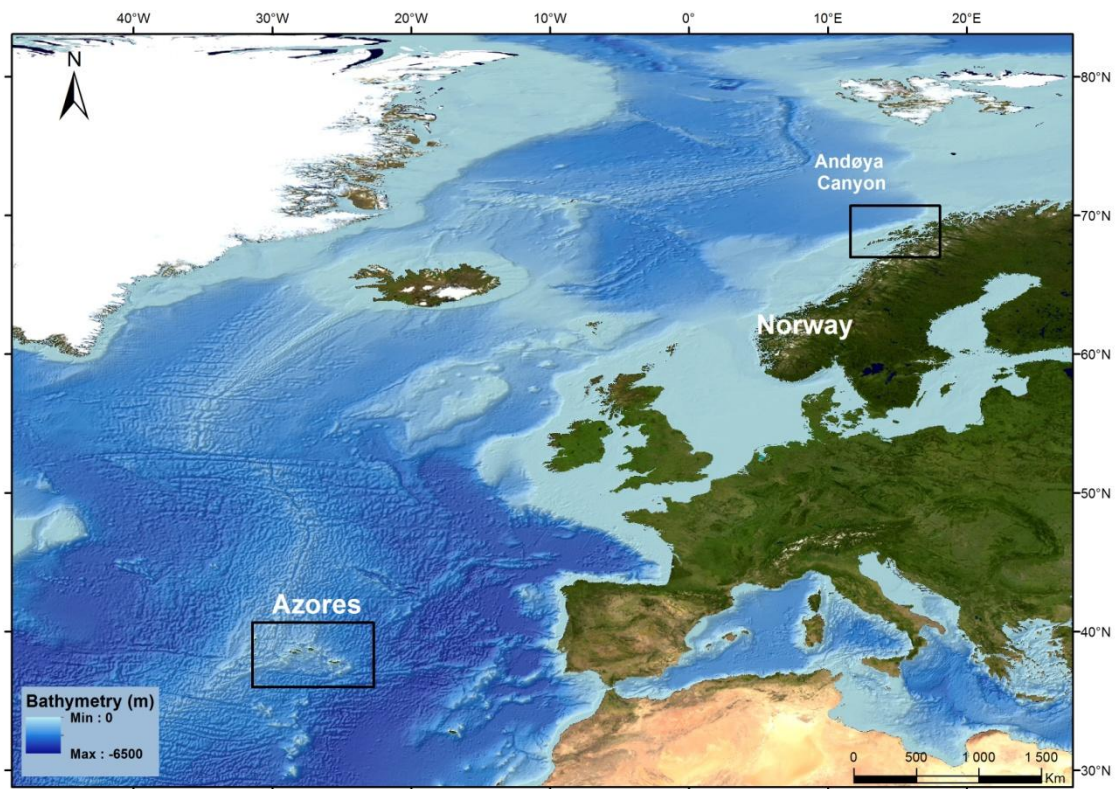 40°W 30°W 20°W 10°W 0° 10°E 20°E
N
80°N
Andøya
Canyon
70°N
Norway
60°N
50°N
Azores
40°N
Bathymetry (m)
Min : 0
Max : -6500
0 500 1 000 1 500
Km
30°N